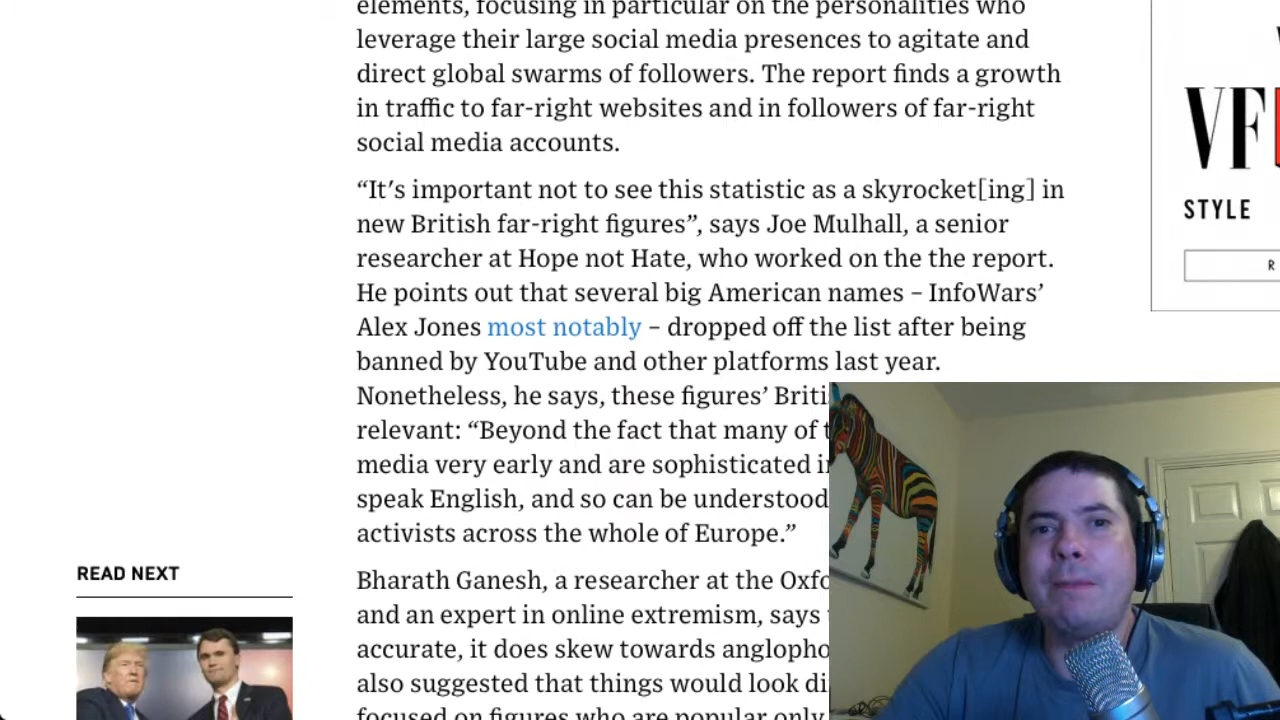 elements, focusing in particular on the personalities who
leverage their large social media presences to agitate and
direct global swarms of followers. The report finds a growth
in traffic to far-right websites and in followers of far-right
social media accounts.
“It’s important not to see this statistic as a skyrocket[ing] in
new British far-right figures”, says Joe Mulhall, a senior
researcher at Hope not Hate, who worked on the the report.
He points out that several big American names – InfoWars’
Alex Jones most notably – dropped off the list after being
banned by YouTube and other platforms last year.
Nonetheless, he says, these figures’
relevant: “Beyond the fact that many of
media very early and are sophisticated
speak English, and so can be understood
activists across the whole of Europe.”
Bharath Ganesh, a researcher at the
and an expert in online extremism, says
accurate, it does skew towards
also suggested that things would look
focused on figures who are popular only
READ NEXT
VF
STYLE